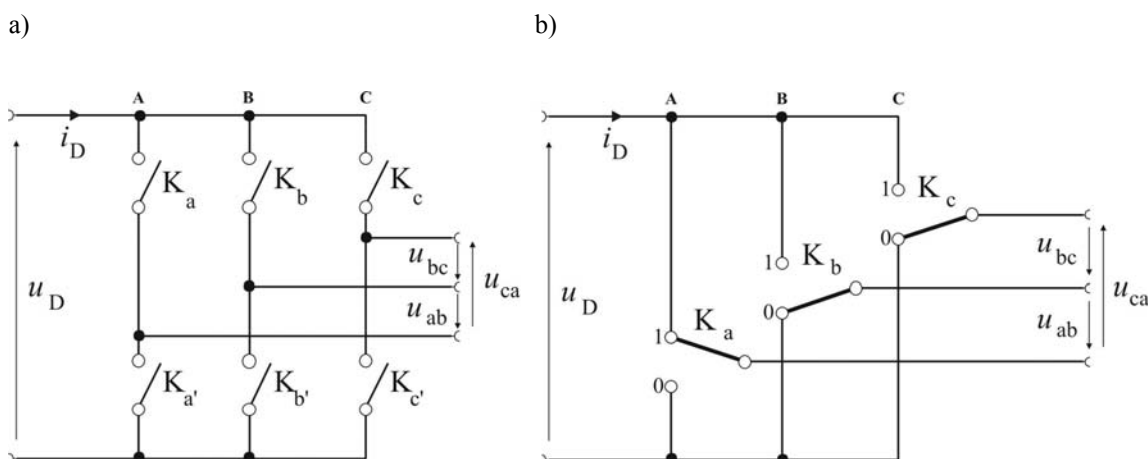 a)
b)
A B C
i_D
K_a K_b K_c
u_D
u_bc
u_ca
u_ab
K_a' K_b' K_c'
A B C
i_D
1 K_c
0
u_bc
1 K_b
u_D
u_ca
0
u_ab
1 K_a
0